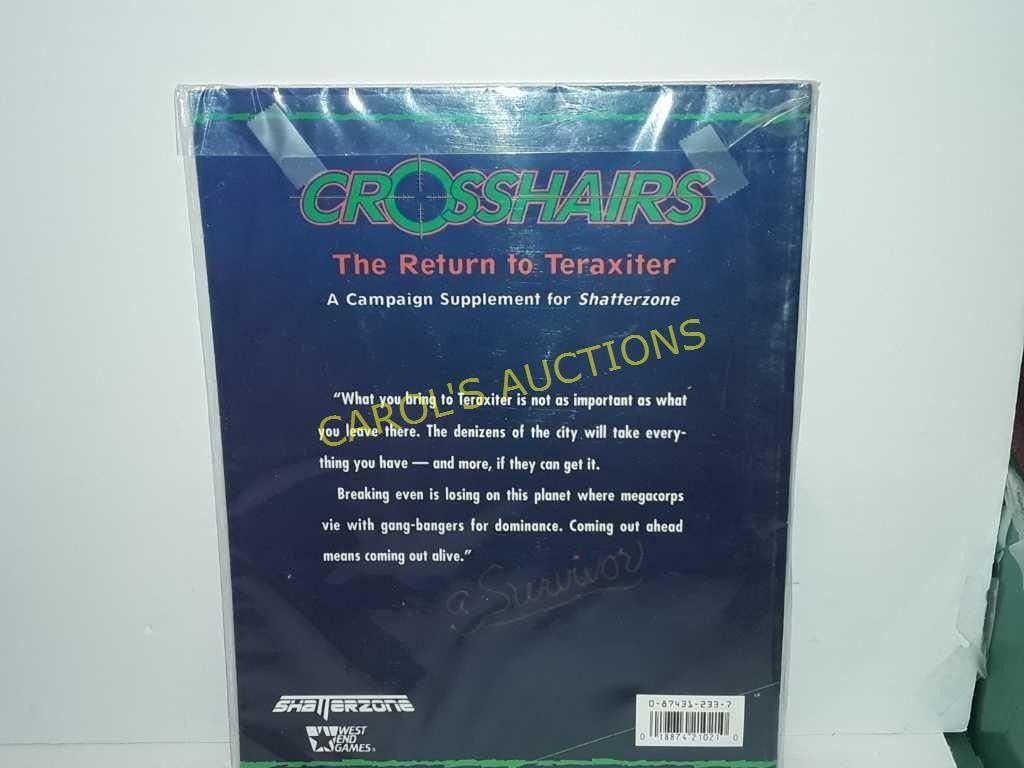 CROSSHAIRS
The Return to Teraxiter
A Campaign Supplement for Shatterzone
CAROL'S AUCTIONS
“What you bring to Teraxiter is not as important as what
you leave there. The denizens of the city will take every-
thing you have — and more, if they can get it.
Breaking even is losing on this planet where megacorps
vie with gang-bangers for dominance. Coming out ahead
means coming out alive.”
a Survivor
SHATTERZONE
WEST
END
GAMES®
0-87431-233-7
0 18874 21021 0